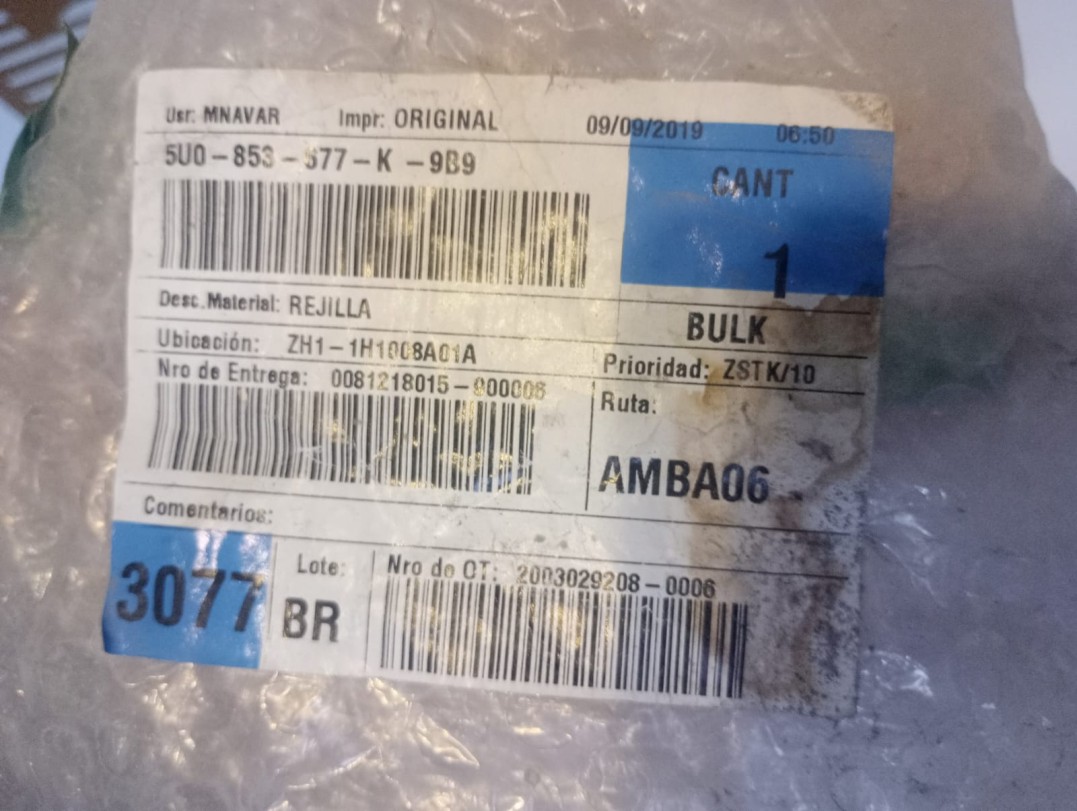 Usr: MNAVAR Impr: ORIGINAL 09/09/2019 06:50
5U0-853-677-K -9B9
CANT
1
Desc.Material: REJILLA
BULK
Ubicación: ZH1-1H1008A01A
Prioridad: ZSTK/10
Nro de Entrega: 0081218015-000006
Ruta:
AMBA06
Comentarios:
3077
Lote:
BR
Nro de OT: 2003029208-0006